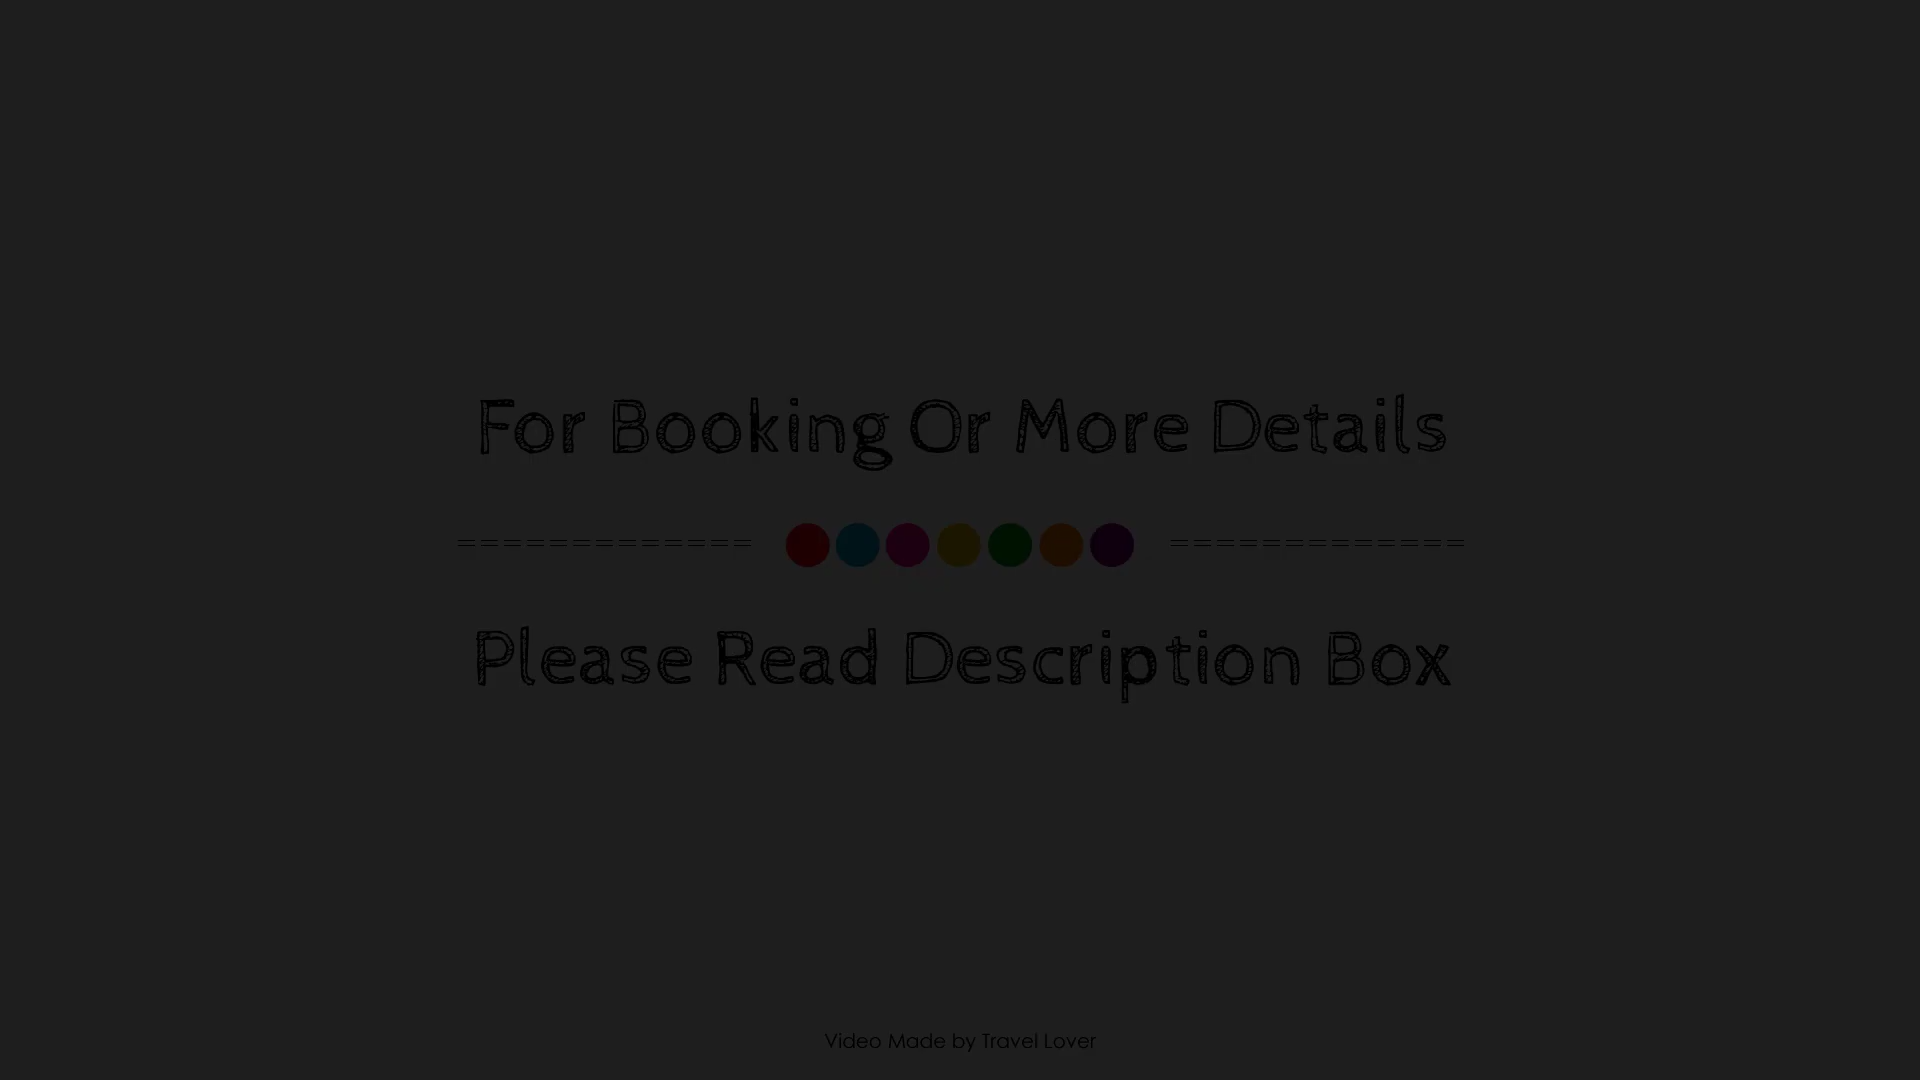 For Booking Or More Details
============= =============
Please Read Description Box
Video Made by Travel Lover